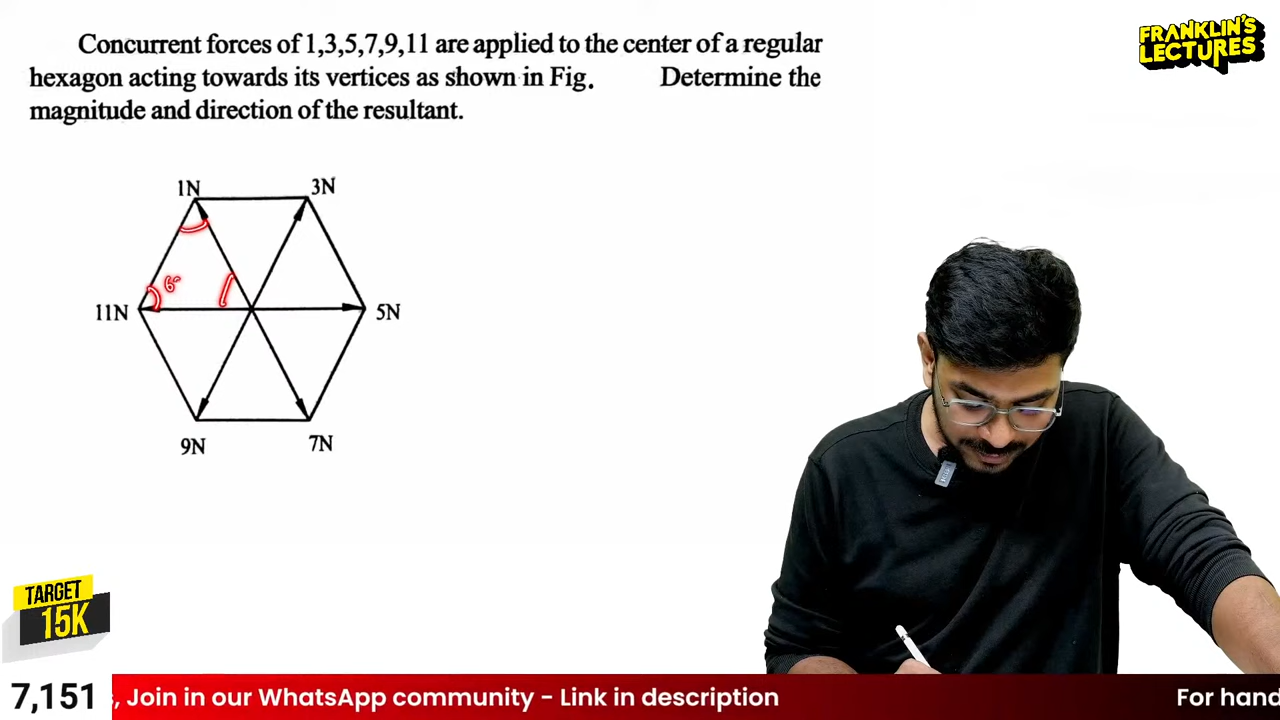 FRANKLIN'S
LECTURES
Concurrent forces of 1,3,5,7,9,11 are applied to the center of a regular
hexagon acting towards its vertices as shown in Fig. Determine the
magnitude and direction of the resultant.
1N 3N
11N 5N
9N 7N
TARGET
15K
7,151 , Join in our WhatsApp community - Link in description For hand